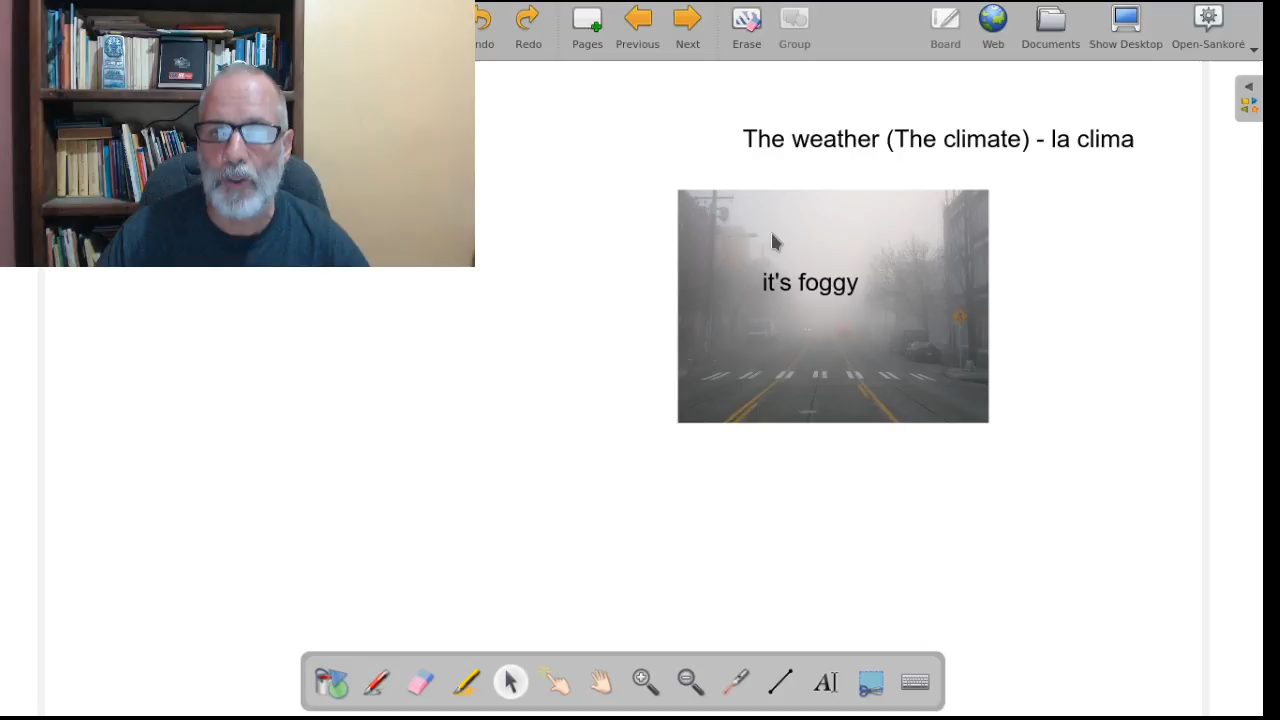 ndo
Redo
Pages
Previous
Next
Erase
Group
Board
Web
Documents
Show Desktop
Open-Sankoré
The weather (The climate) - la clima
it's foggy
AI